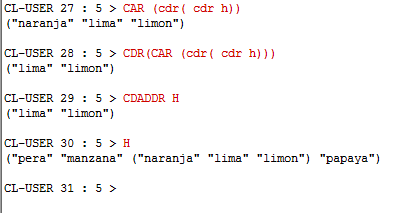 CL-USER 27 : 5 > CAR (cdr( cdr h))
("naranja" "lima" "limon")
CL-USER 28 : 5 > CDR(CAR (cdr( cdr h)))
("lima" "limon")
CL-USER 29 : 5 > CDADDR H
("lima" "limon")
CL-USER 30 : 5 > H
("pera" "manzana" ("naranja" "lima" "limon") "papaya")
CL-USER 31 : 5 >